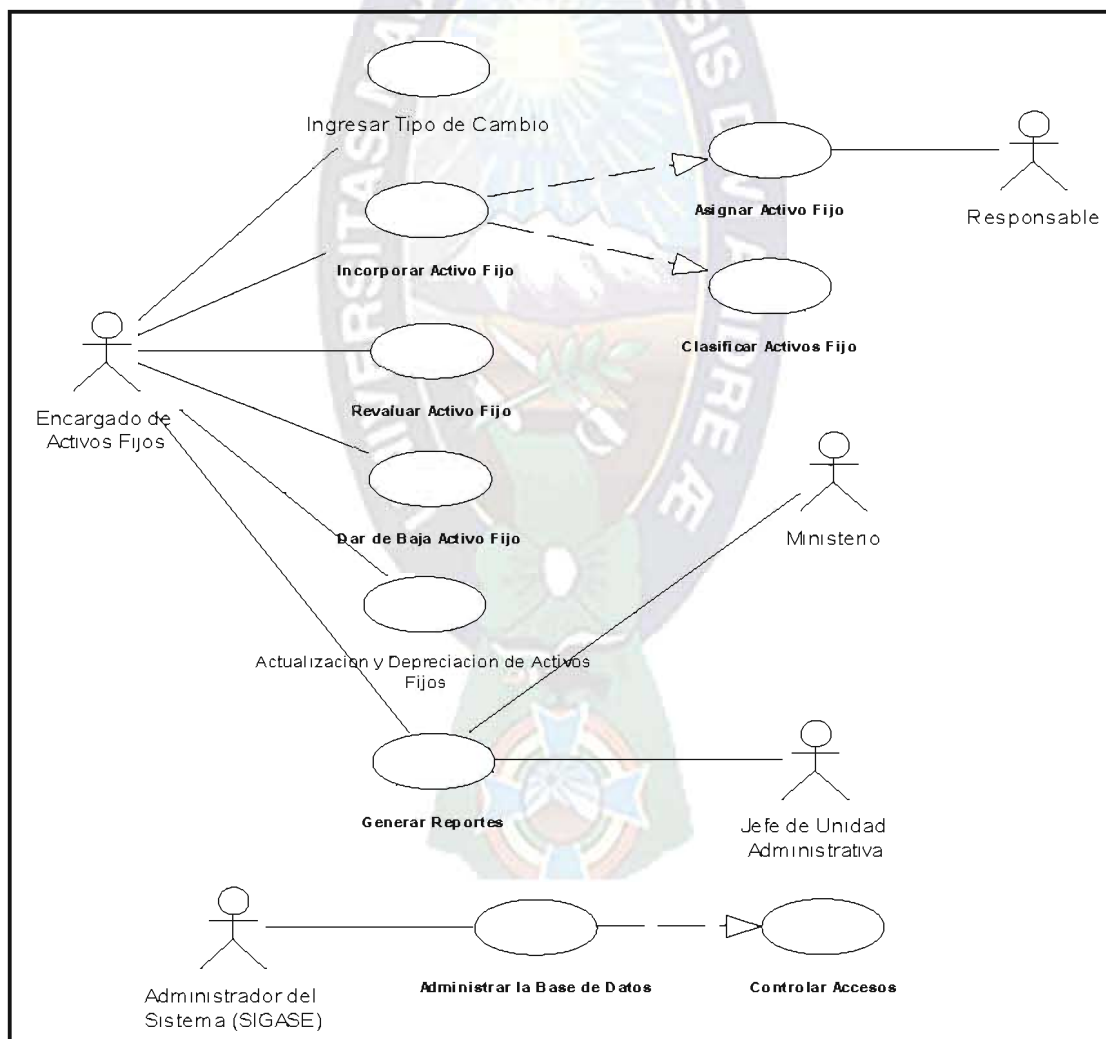 Ingresar Tipo de Cambio
Asignar Activo Fijo
Responsable
Incorporar Activo Fijo
Clasificar Activos Fijo
Encargado de
Activos Fijos
Revaluar Activo Fijo
Dar de Baja Activo Fijo
Ministerio
Actualizacion y Depreciacion de Activos
Fijos
Generar Reportes
Jefe de Unidad
Administrativa
Administrador del
Sistema (SIGASE)
Administrar la Base de Datos
Controlar Accesos